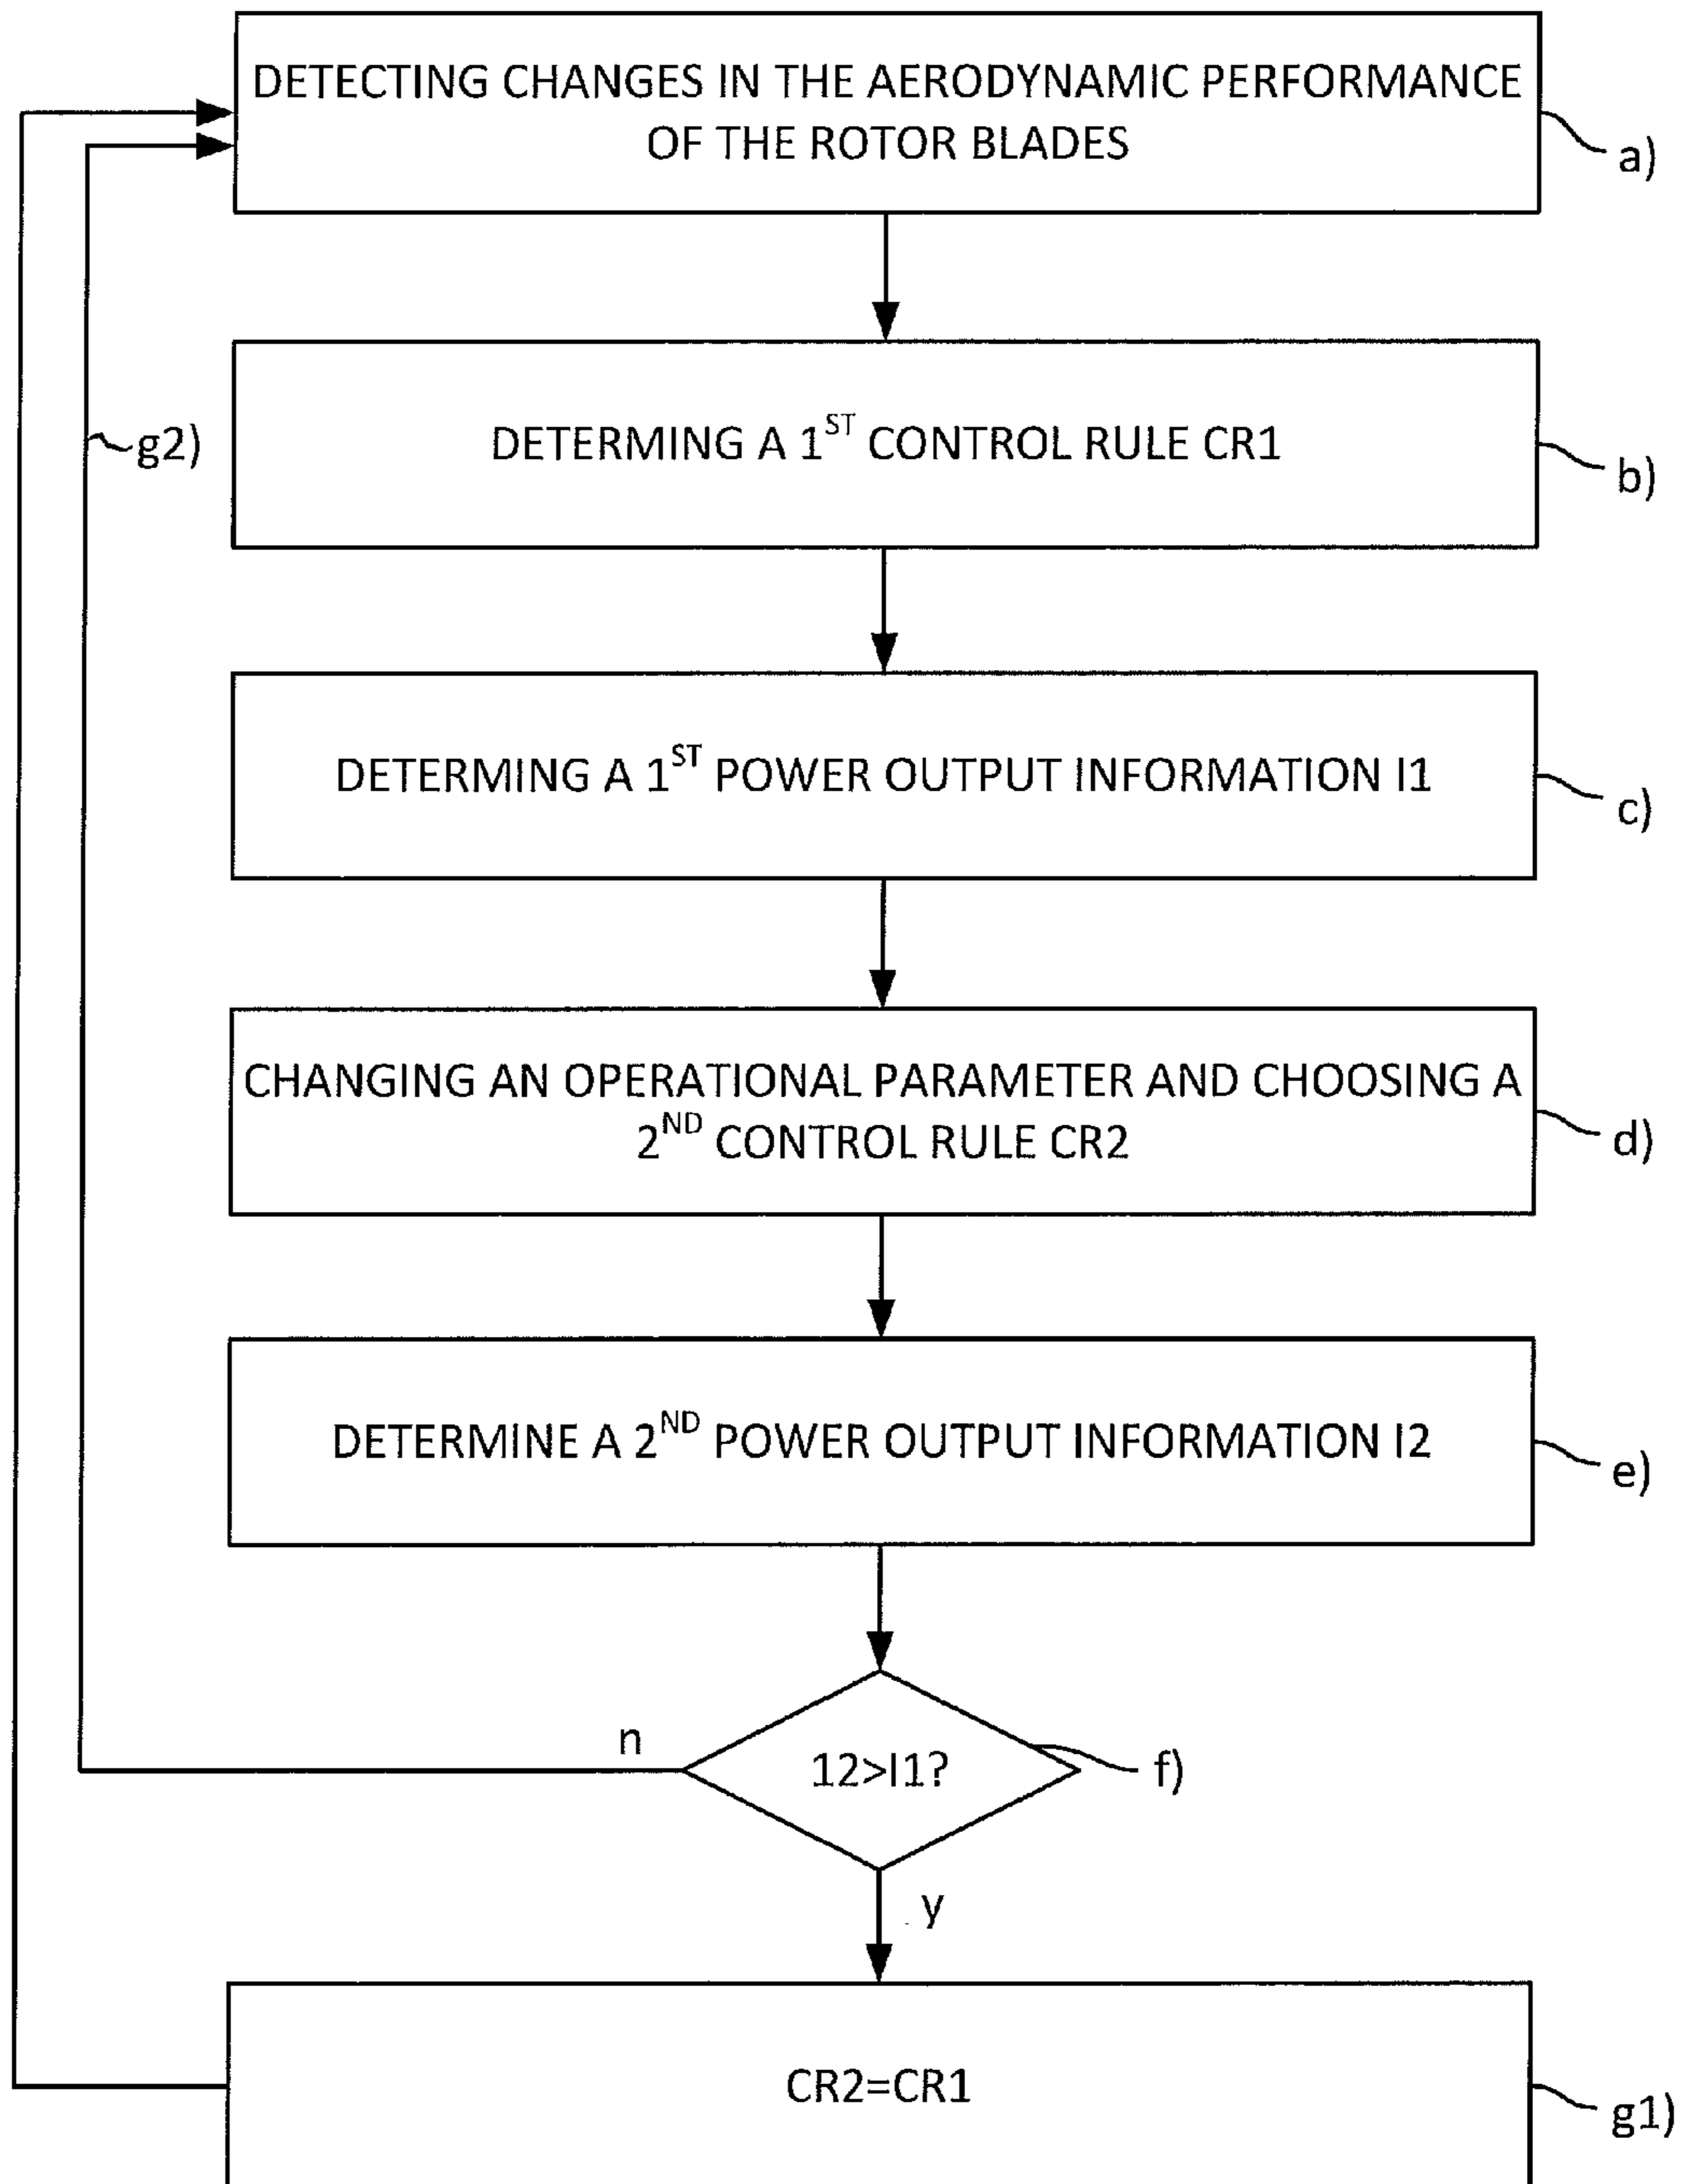 DETECTING CHANGES IN THE AERODYNAMIC PERFORMANCE
OF THE ROTOR BLADES
a)
g2)
DETERMING A 1ST CONTROL RULE CR1
b)
DETERMING A 1ST POWER OUTPUT INFORMATION I1
c)
CHANGING AN OPERATIONAL PARAMETER AND CHOOSING A
2ND CONTROL RULE CR2
d)
DETERMINE A 2ND POWER OUTPUT INFORMATION I2
e)
n
12>I1?
f)
y
CR2=CR1
g1)